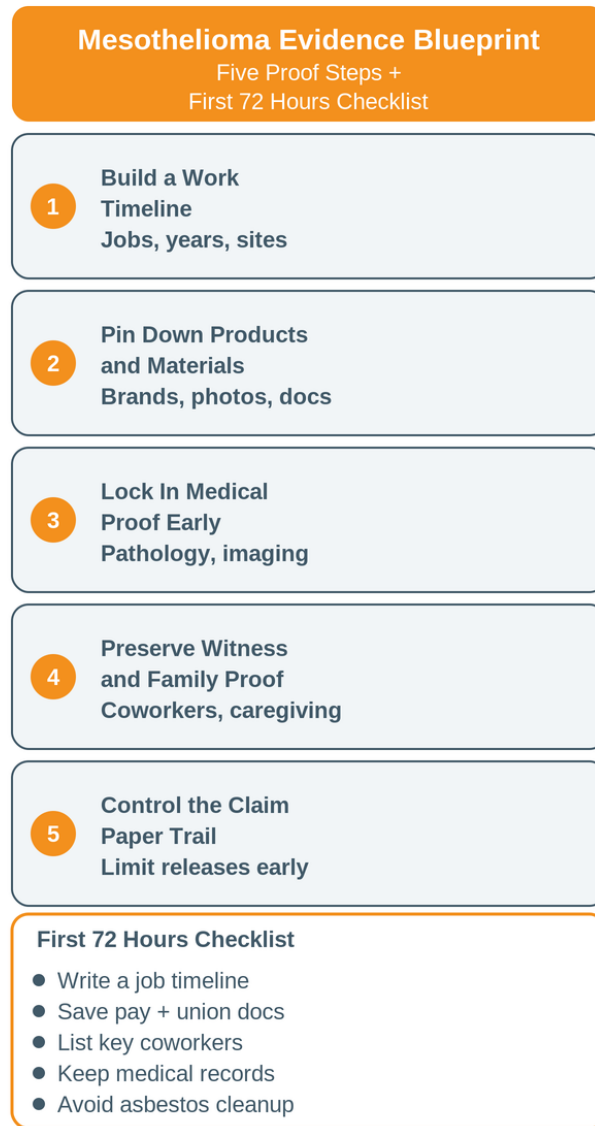 Mesothelioma Evidence Blueprint
Five Proof Steps +
First 72 Hours Checklist
1
Build a Work
Timeline
Jobs, years, sites
2
Pin Down Products
and Materials
Brands, photos, docs
3
Lock In Medical
Proof Early
Pathology, imaging
4
Preserve Witness
and Family Proof
Coworkers, caregiving
5
Control the Claim
Paper Trail
Limit releases early
First 72 Hours Checklist
● Write a job timeline
● Save pay + union docs
● List key coworkers
● Keep medical records
● Avoid asbestos cleanup